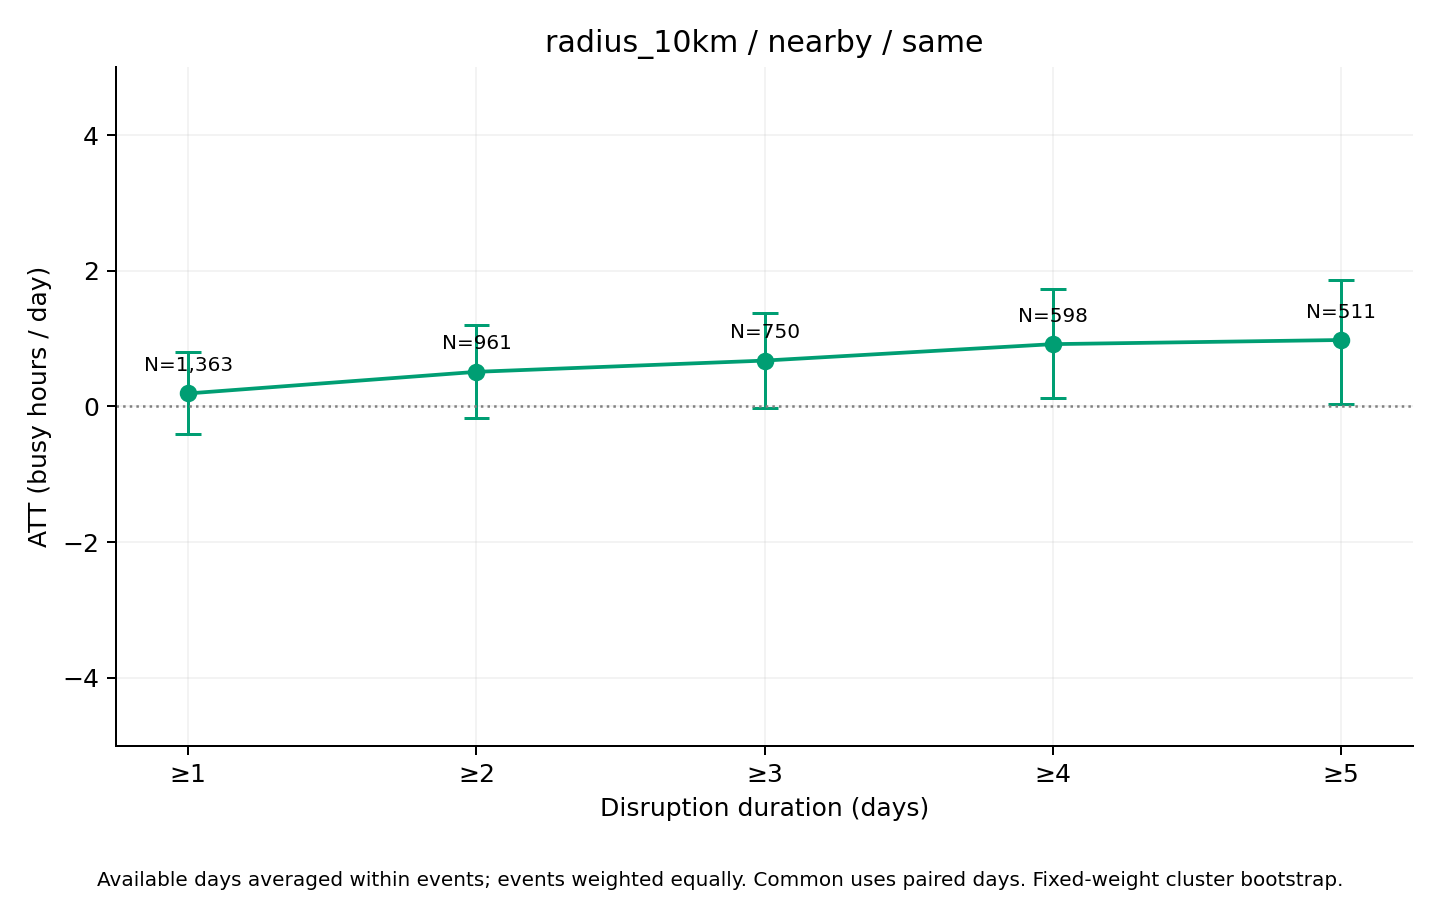 radius_10km / nearby / same
ATT (busy hours / day)
4
2
0
−2
−4
N=1,363
N=961
N=750
N=598
N=511
≥1
≥2
≥3
≥4
≥5
Disruption duration (days)
Available days averaged within events; events weighted equally. Common uses paired days. Fixed-weight cluster bootstrap.